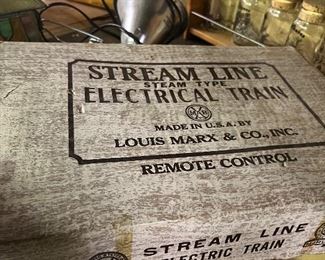 STREAM LINE
STEAM TYPE
ELECTRICAL TRAIN
MADE IN U.S.A. BY
LOUIS MARX & CO., INC.
REMOTE CONTROL
STREAM LINE
ELECTRIC TRAIN